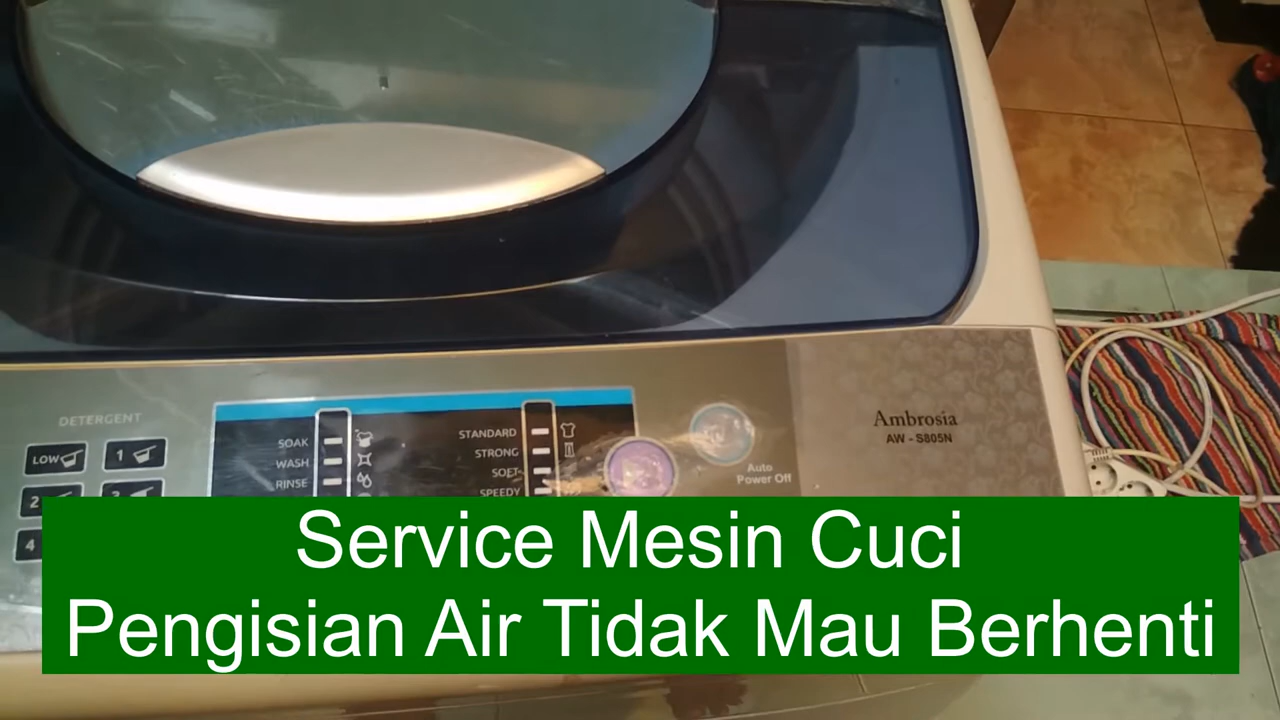 DETERGENT
LOW
1
2
4
SOAK
WASH
RINSE
STANDARD
STRONG
SOFT
SPEEDY
Auto
Power Off
Ambrosia
AW - S805N
Service Mesin Cuci
Pengisian Air Tidak Mau Berhenti